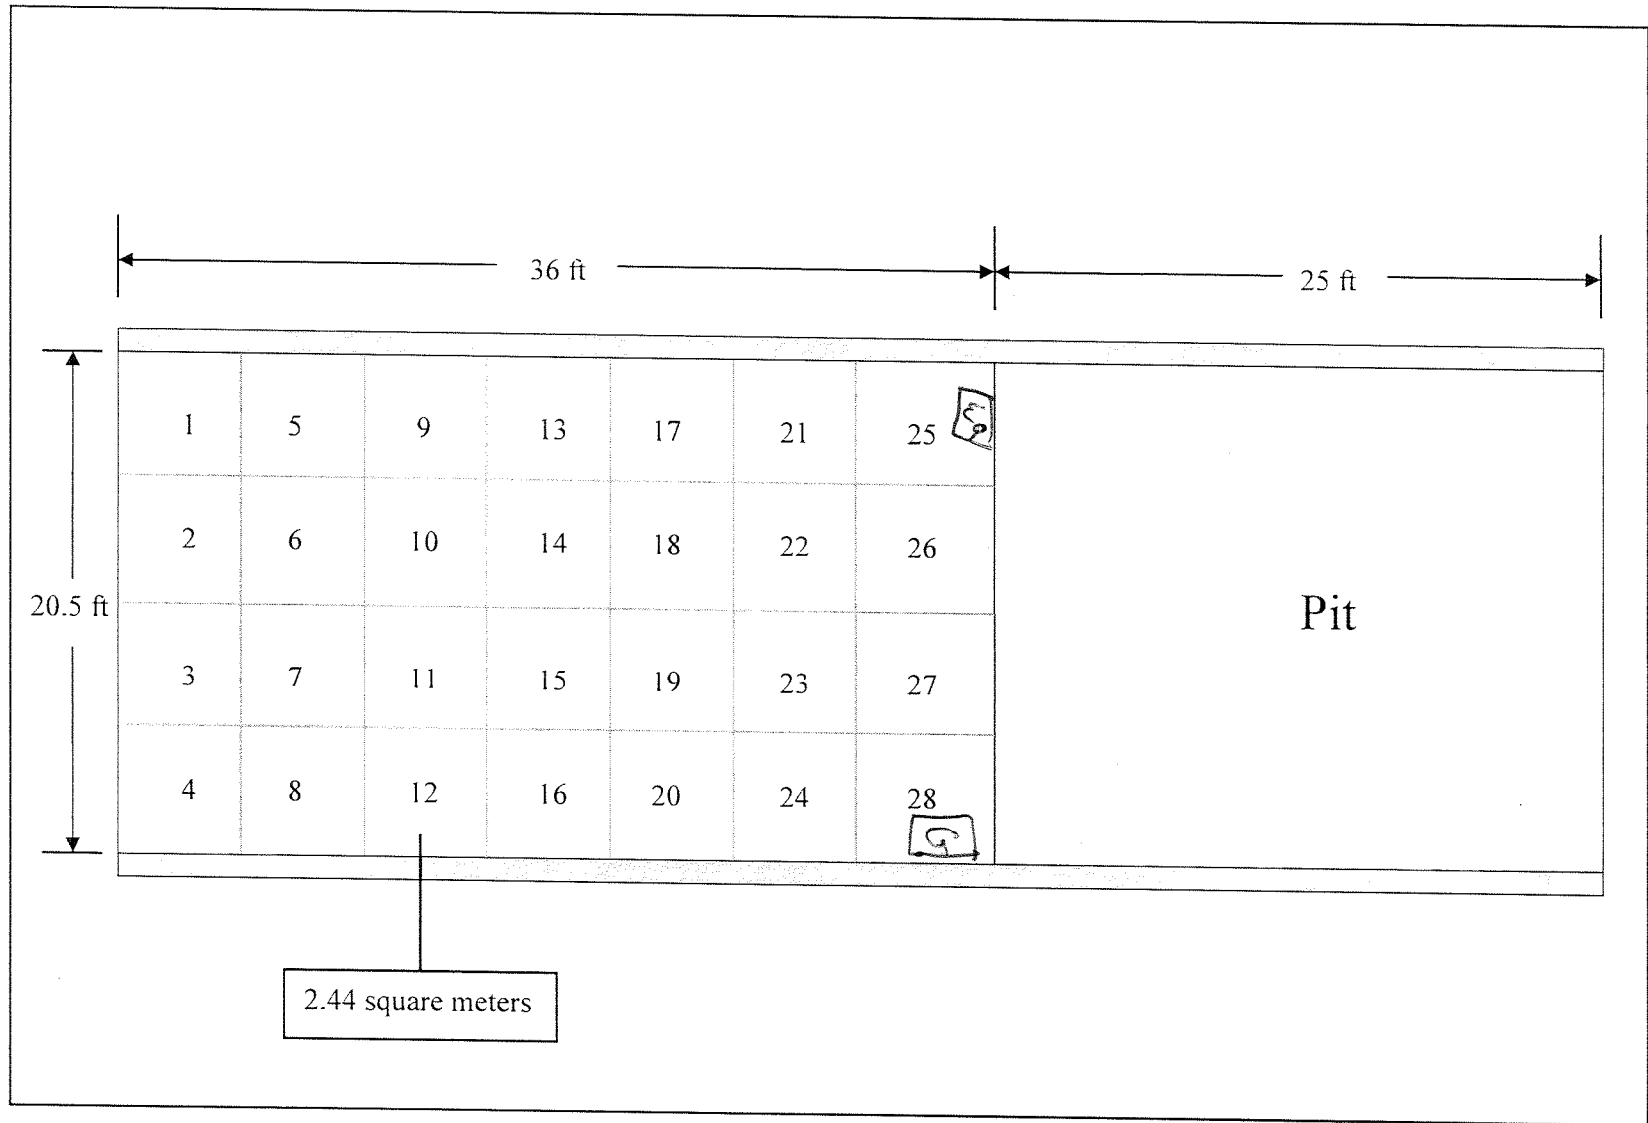 36 ft
25 ft
1 5 9 13 17 21 25
2 6 10 14 18 22 26
20.5 ft
Pit
3 7 11 15 19 23 27
4 8 12 16 20 24 28
G
2.44 square meters